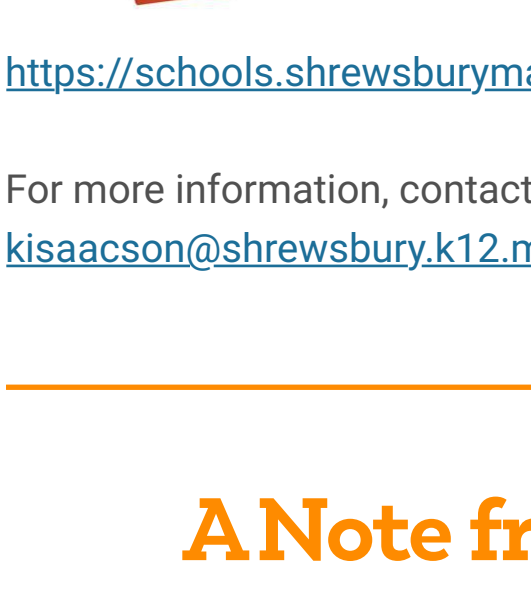 https://schools.shrewsburyma
For more information, contact
kisaacson@shrewsbury.k12.m
A Note fr